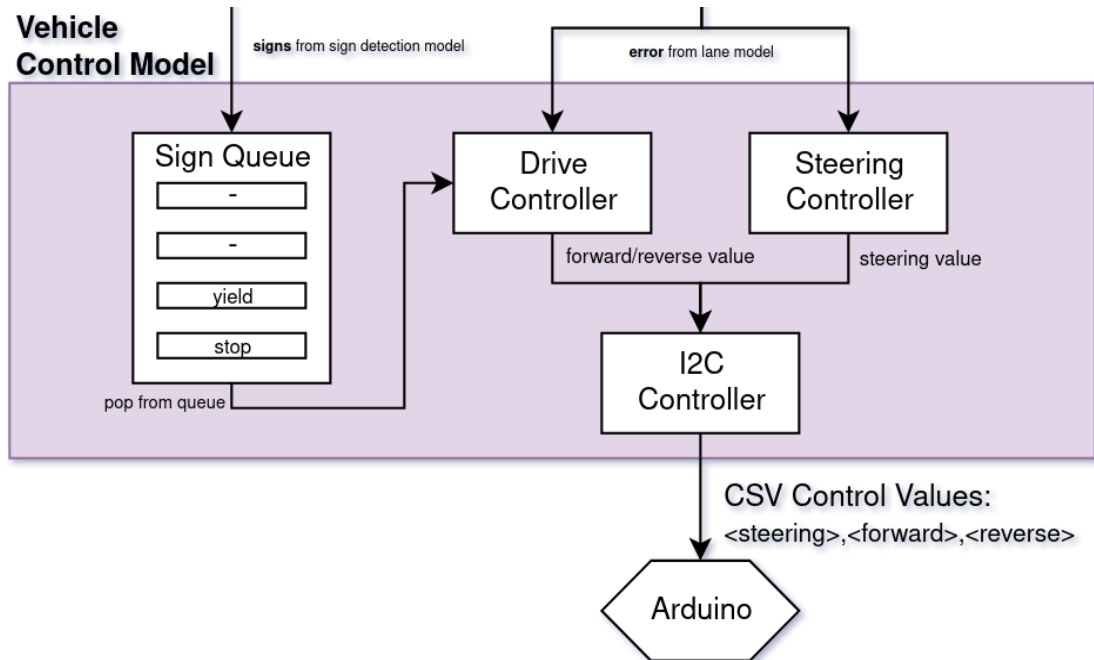 Vehicle
Control Model
signs from sign detection model
error from lane model
Sign Queue
-
-
yield
stop
pop from queue
Drive
Controller
Steering
Controller
forward/reverse value
steering value
I2C
Controller
CSV Control Values:
<steering>,<forward>,<reverse>
Arduino